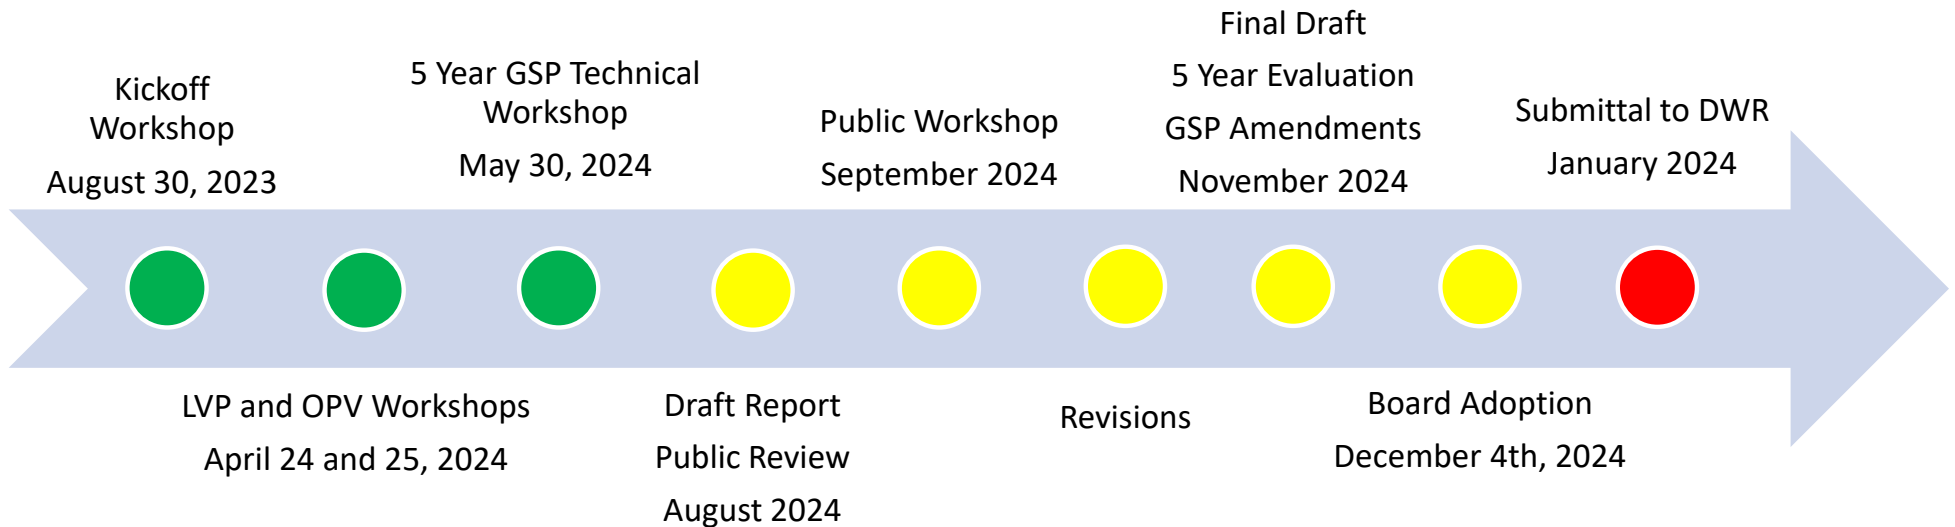 Kickoff
Workshop
August 30, 2023
LVP and OPV Workshops
April 24 and 25, 2024
5 Year GSP Technical
Workshop
May 30, 2024
Draft Report
Public Review
August 2024
Public Workshop
September 2024
Revisions
Final Draft
5 Year Evaluation
GSP Amendments
November 2024
Board Adoption
December 4th, 2024
Submittal to DWR
January 2024